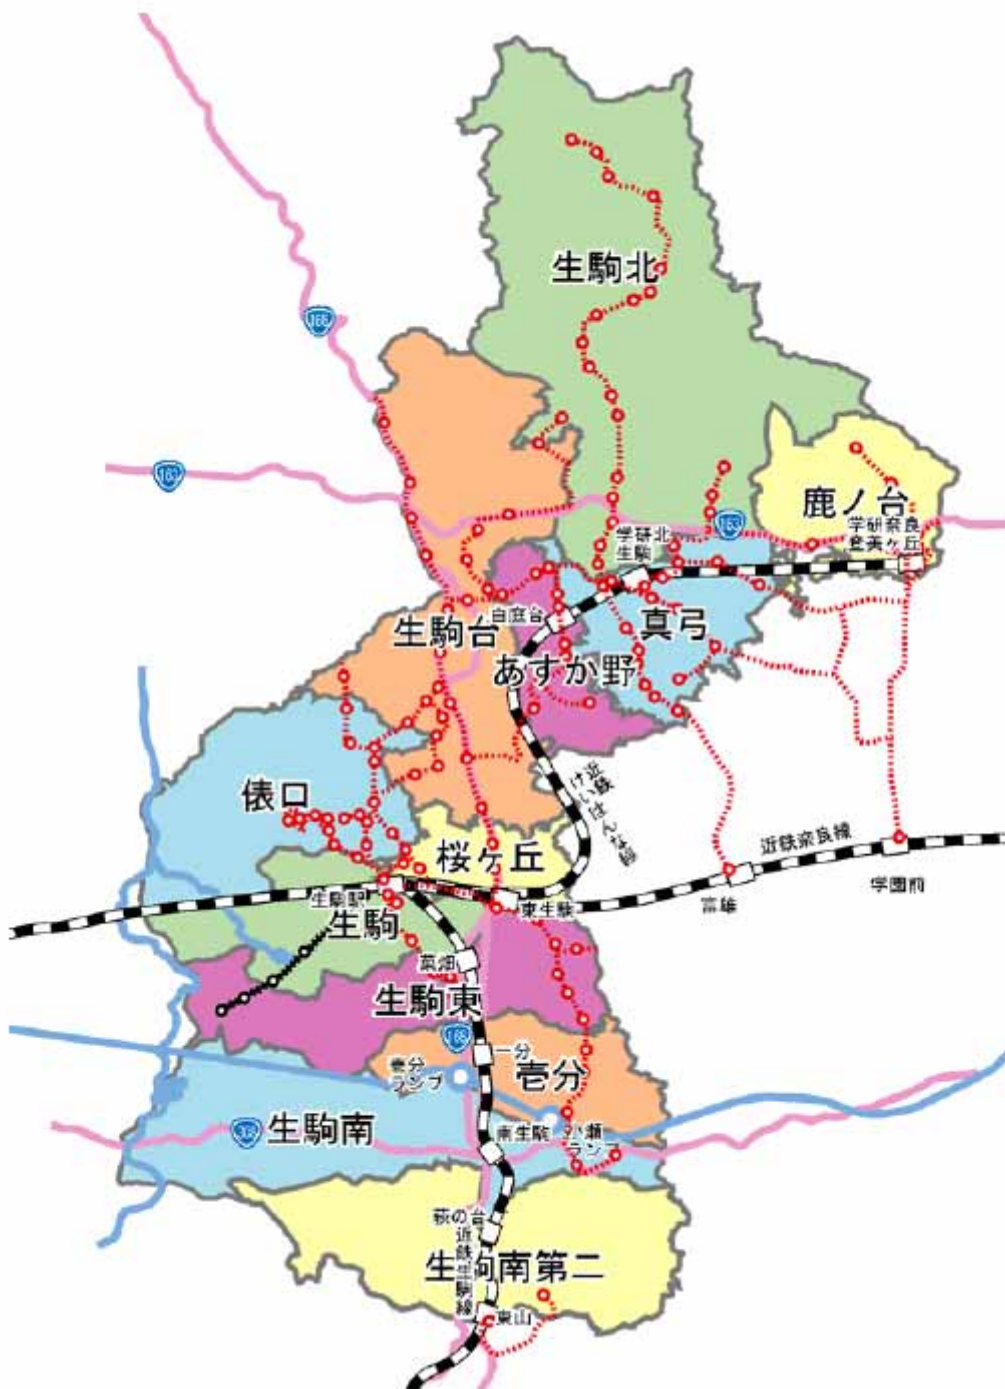 生駒北
168
163
鹿ノ台
学研奈良
登美ヶ丘
163
学研北
生駒
白庭台
生駒台
真弓
あすか野
俵口
近鉄
けいはんな線
桜ヶ丘
近鉄奈良線
学園前
富雄
生駒駅
東生駒
生駒
菜畑
生駒東
168
一分
壱分
壱分
ランプ
308
生駒南
南生駒
小瀬
ランプ
萩の台
近鉄生駒線
生駒南第二
東山